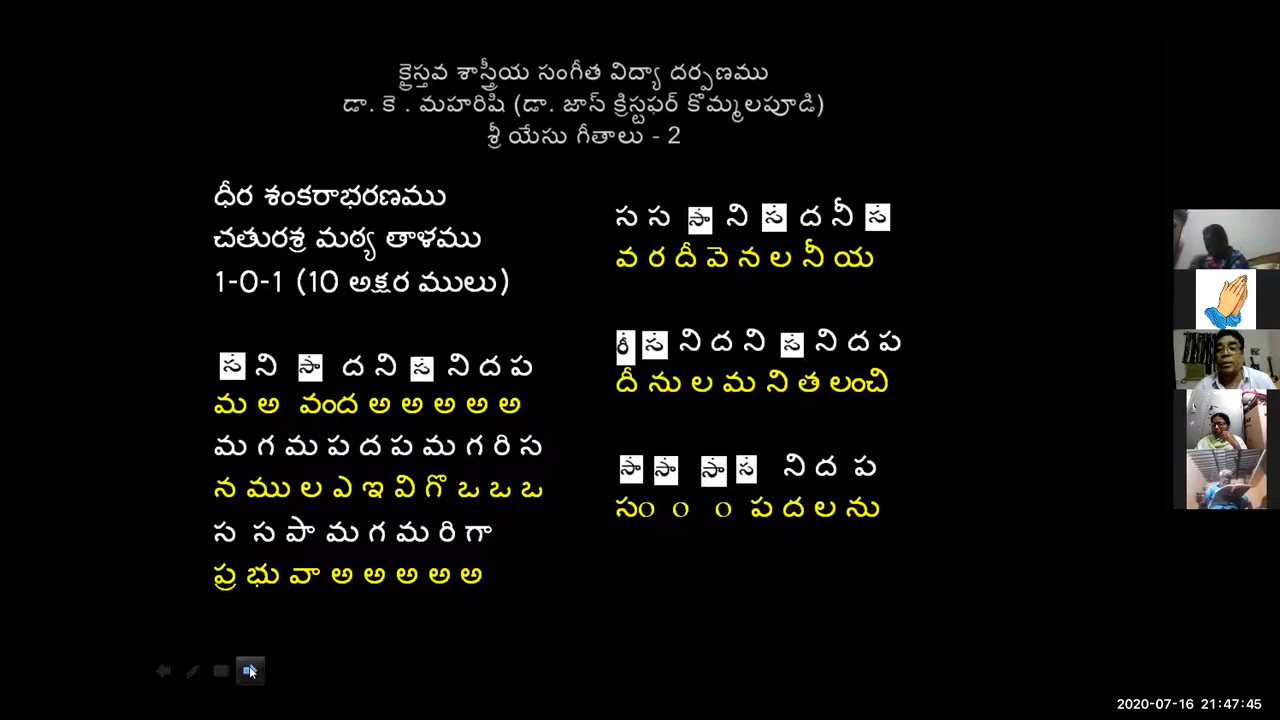 క్రైస్తవ శాస్త్రీయ సంగీత విద్యా దర్పణము
డా. కె . మహరిషి (డా. జాస్ క్రిస్టఫర్ కొమ్మలపూడి)
శ్రీ యేసు గీతాలు - 2
ధీర శంకరాభరణము
చతురశ్ర మఠ్య తాళము
1-0-1 (10 అక్షర ములు)
స̇ ని సా̇ ద ని స̇ ని ద ప
మ అ వంద అ అ అ అ అ
మ గ మ ప ద ప మ గ రి స
న ము ల ఎ ఇ వి గొ ఒ ఒ ఒ
స స పా మ గ మ రి గా
ప్ర భు వా అ అ అ అ అ
స స సా̇ ని స̇ ద నీ స̇
వ ర దీ వె న ల నీ య
రీ̇ స̇ ని ద ని స̇ ని ద ప
దీ ను ల మ ని త లంచి
సా̇ సా̇ సా̇ స̇ ని ద ప
సం ం ం ప ద ల ను
2020-07-16 21:47:45